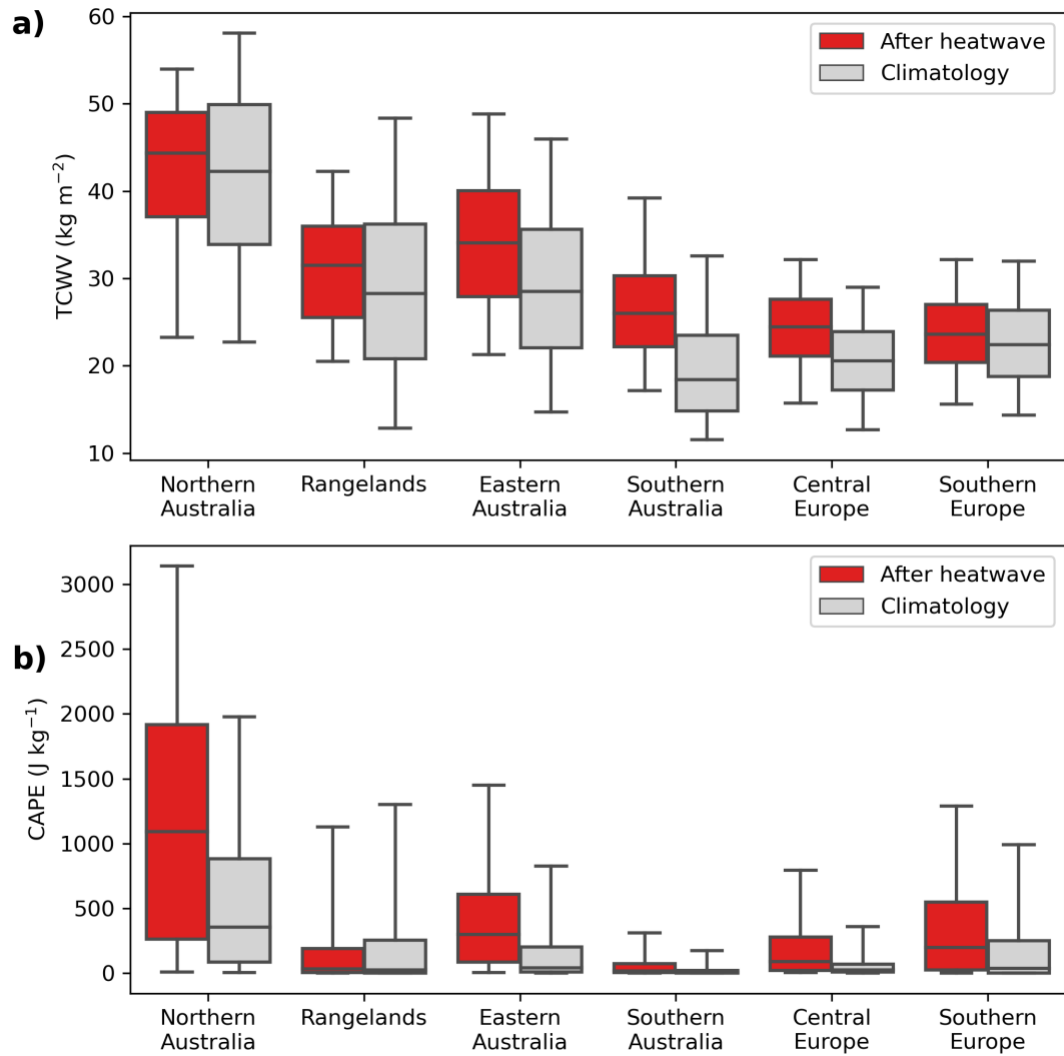 a)
60
50
40
30
20
10
TCWV (kg m⁻²)
After heatwave
Climatology
Northern
Australia
Rangelands
Eastern
Australia
Southern
Australia
Central
Europe
Southern
Europe
b)
3000
2500
2000
1500
1000
500
0
CAPE (J kg⁻¹)
After heatwave
Climatology
Northern
Australia
Rangelands
Eastern
Australia
Southern
Australia
Central
Europe
Southern
Europe